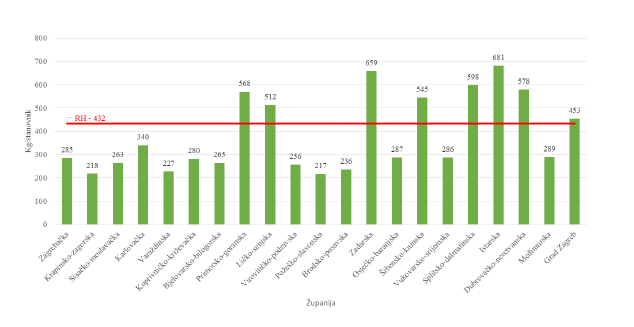 800
700
600
500
400
300
200
100
0
Kg/stanovnik
RH - 432
285
218
263
340
227
280
265
568
512
256
217
236
659
287
545
286
598
681
578
289
453
Zagrebačka
Krapinsko-zagorska
Sisačko-moslavačka
Karlovačka
Varaždinska
Koprivničko-križevačka
Bjelovarsko-bilogorska
Primorsko-goranska
Ličko-senjska
Virovitičko-podravska
Požeško-slavonska
Brodsko-posavska
Zadarska
Osječko-baranjska
Šibensko-kninska
Vukovarsko-srijemska
Splitsko-dalmatinska
Istarska
Dubrovačko-neretvanska
Međimurska
Grad Zagreb
Županija